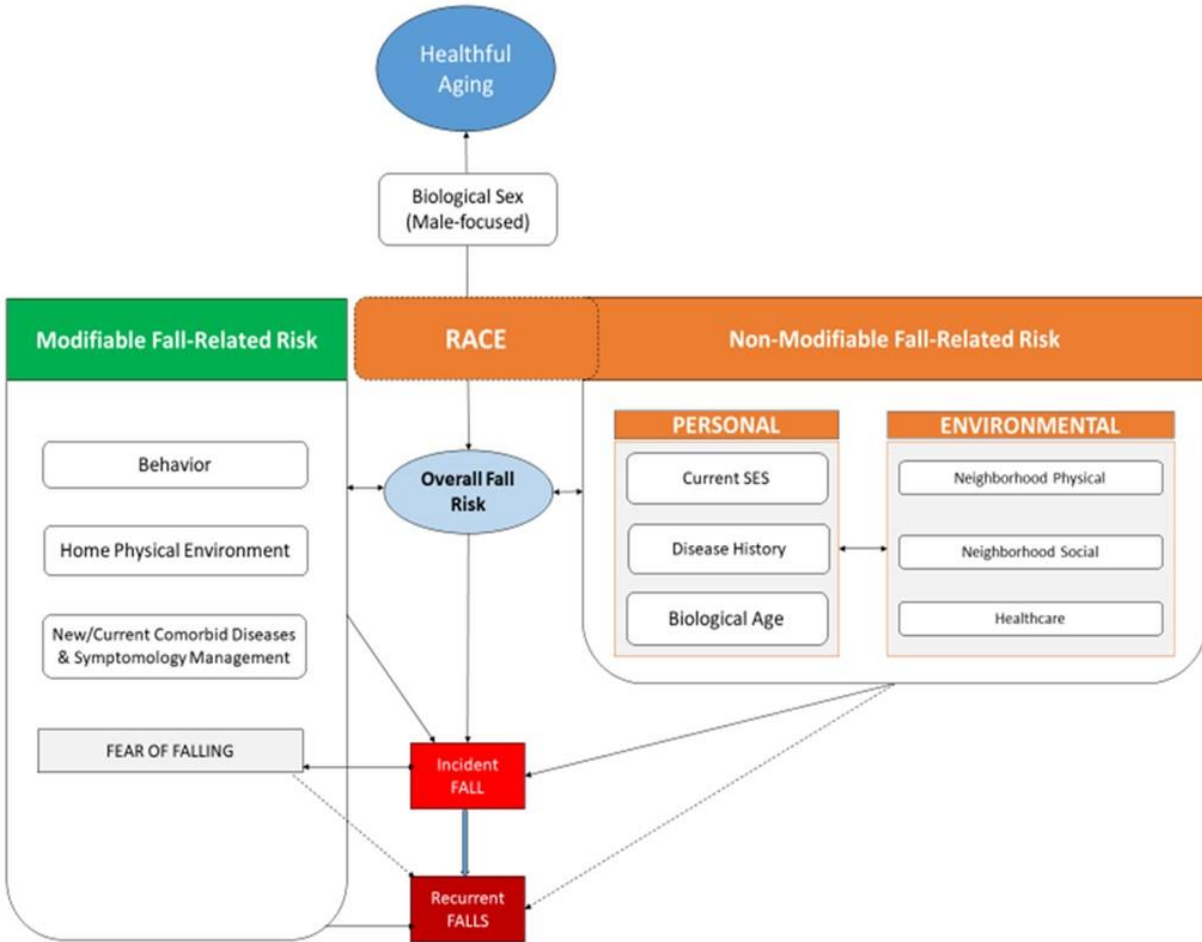 Healthful
Aging
Biological Sex
(Male-focused)
Modifiable Fall-Related Risk
RACE
Non-Modifiable Fall-Related Risk
Behavior
Home Physical Environment
New/Current Comorbid Diseases
& Symptomology Management
FEAR OF FALLING
Overall Fall
Risk
PERSONAL
Current SES
Disease History
Biological Age
ENVIRONMENTAL
Neighborhood Physical
Neighborhood Social
Healthcare
Incident
FALL
Recurrent
FALLS